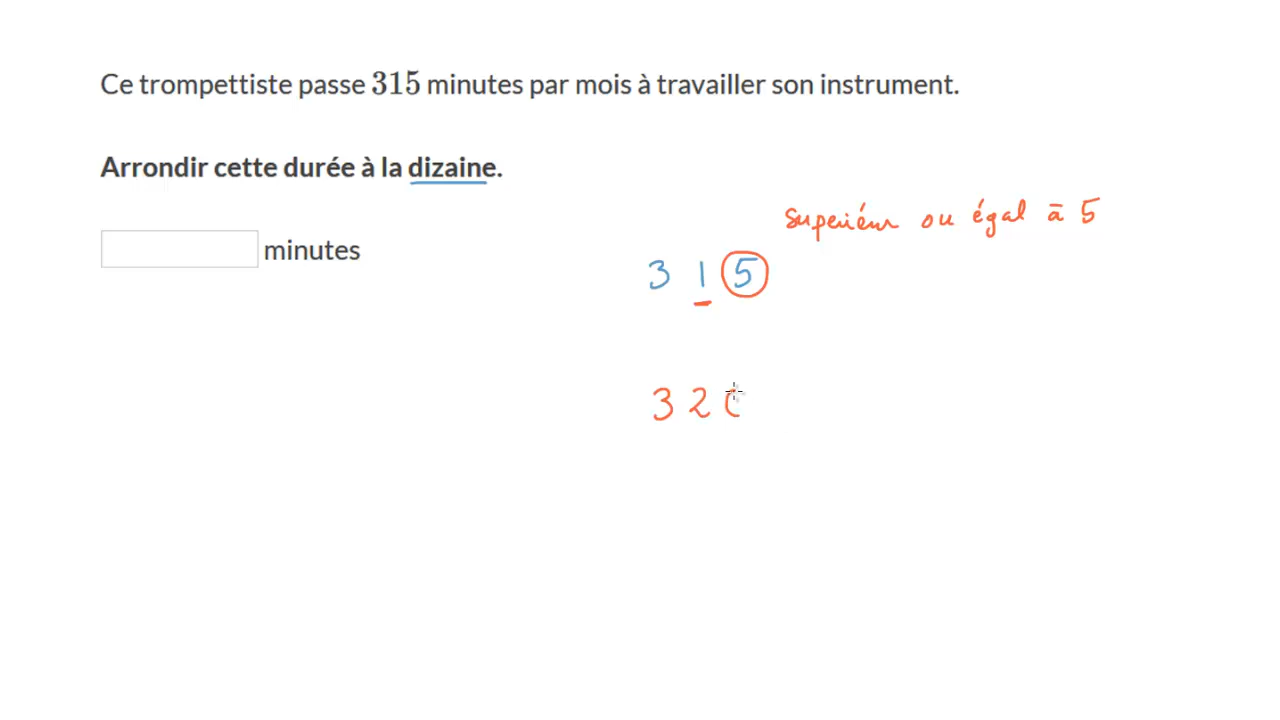 Ce trompettiste passe 315 minutes par mois à travailler son instrument.
Arrondir cette durée à la dizaine.
supériéur ou égal à 5
minutes
3 1 5
3 2